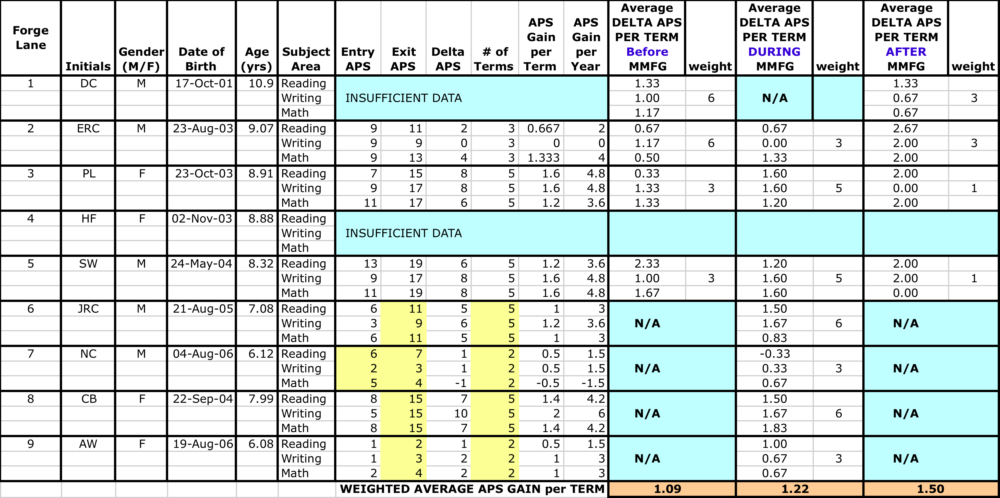 Forge Lane Initials Gender (M/F) Date of Birth Age (yrs) Subject Area Entry APS Exit APS Delta APS # of Terms APS Gain per Term APS Gain per Year Average DELTA APS PER TERM Before MMFG weight Average DELTA APS PER TERM DURING MMFG weight Average DELTA APS PER TERM AFTER MMFG weight
1 DC M 17-Oct-01 10.9 Reading 1.33 1.33
Writing INSUFFICIENT DATA 1.00 6 N/A 0.67 3
Math 1.17 0.67
2 ERC M 23-Aug-03 9.07 Reading 9 11 2 3 0.667 2 0.67 0.67 2.67
Writing 9 9 0 3 0 0 1.17 6 0.00 3 2.00 3
Math 9 13 4 3 1.333 4 0.50 1.33 2.00
3 PL F 23-Oct-03 8.91 Reading 7 15 8 5 1.6 4.8 0.33 1.60 2.00
Writing 9 17 8 5 1.6 4.8 1.33 3 1.60 5 0.00 1
Math 11 17 6 5 1.2 3.6 1.33 1.20 2.00
4 HF F 02-Nov-03 8.88 Reading
Writing INSUFFICIENT DATA
Math
5 SW M 24-May-04 8.32 Reading 13 19 6 5 1.2 3.6 2.33 1.20 2.00
Writing 9 17 8 5 1.6 4.8 1.00 3 1.60 5 2.00 1
Math 11 19 8 5 1.6 4.8 1.67 1.60 0.00
6 JRC M 21-Aug-05 7.08 Reading 6 11 5 5 1 3 1.50
Writing 3 9 6 5 1.2 3.6 N/A 1.67 6 N/A
Math 6 11 5 5 1 3 0.83
7 NC M 04-Aug-06 6.12 Reading 6 7 1 2 0.5 1.5 -0.33
Writing 2 3 1 2 0.5 1.5 N/A 0.33 3 N/A
Math 5 4 -1 2 -0.5 -1.5 0.67
8 CB F 22-Sep-04 7.99 Reading 8 15 7 5 1.4 4.2 1.50
Writing 5 15 10 5 2 6 N/A 1.67 6 N/A
Math 8 15 7 5 1.4 4.2 1.83
9 AW F 19-Aug-06 6.08 Reading 1 2 1 2 0.5 1.5 1.00
Writing 1 3 2 2 1 3 N/A 0.67 3 N/A
Math 2 4 2 2 1 3 0.67
WEIGHTED AVERAGE APS GAIN per TERM 1.09 1.22 1.50